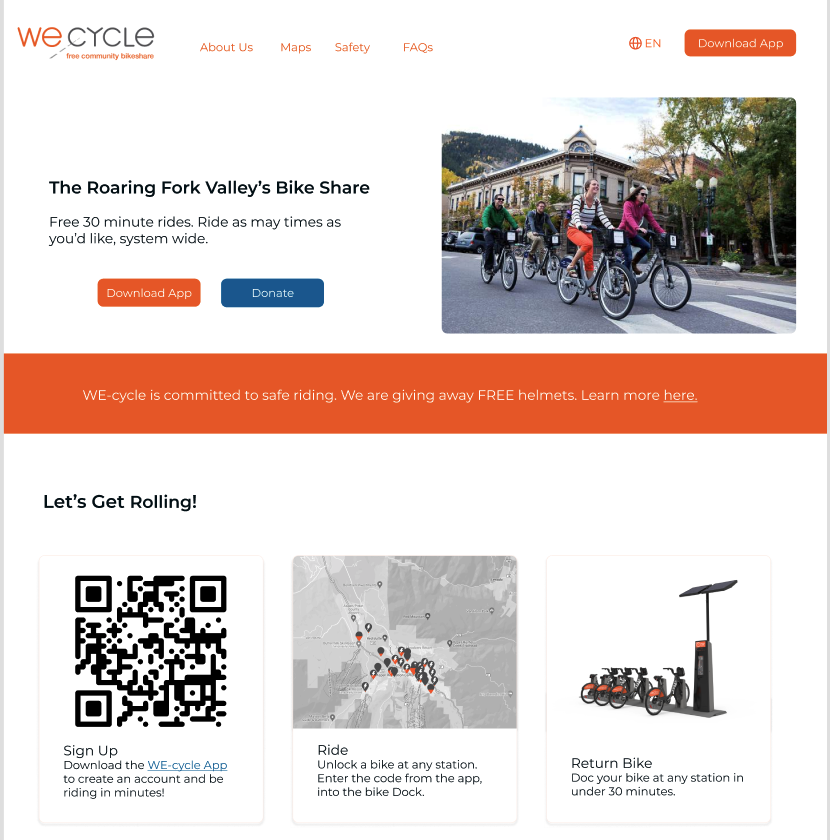 WE-CYCLE
free community bikeshare
About Us
Maps
Safety
FAQs
EN
Download App
The Roaring Fork Valley’s Bike Share
Free 30 minute rides. Ride as may times as
you’d like, system wide.
Download App
Donate
WE-cycle is committed to safe riding. We are giving away FREE helmets. Learn more here.
Let’s Get Rolling!
Sign Up
Download the WE-cycle App
to create an account and be
riding in minutes!
Ride
Unlock a bike at any station.
Enter the code from the app,
into the bike Dock.
Return Bike
Doc your bike at any station in
under 30 minutes.